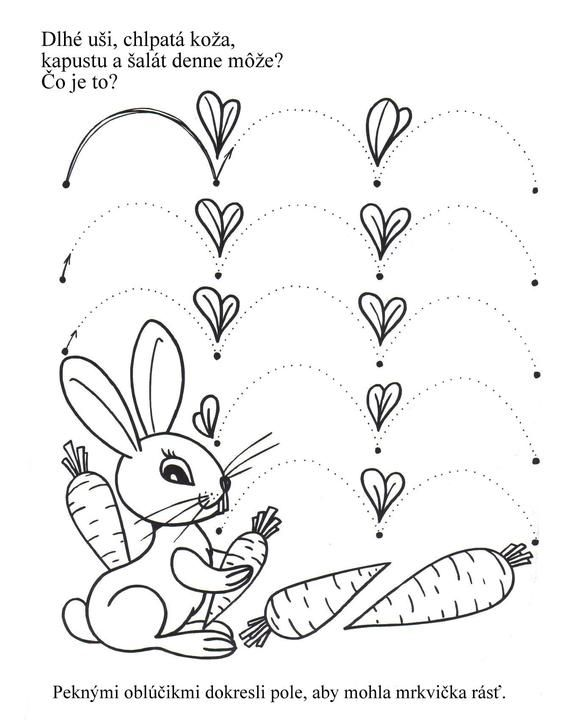 Dlhé uši, chlpatá koža,
kapustu a šalát denne môže?
Čo je to?
Peknými oblúčikmi dokresli pole, aby mohla mrkvička rásť.